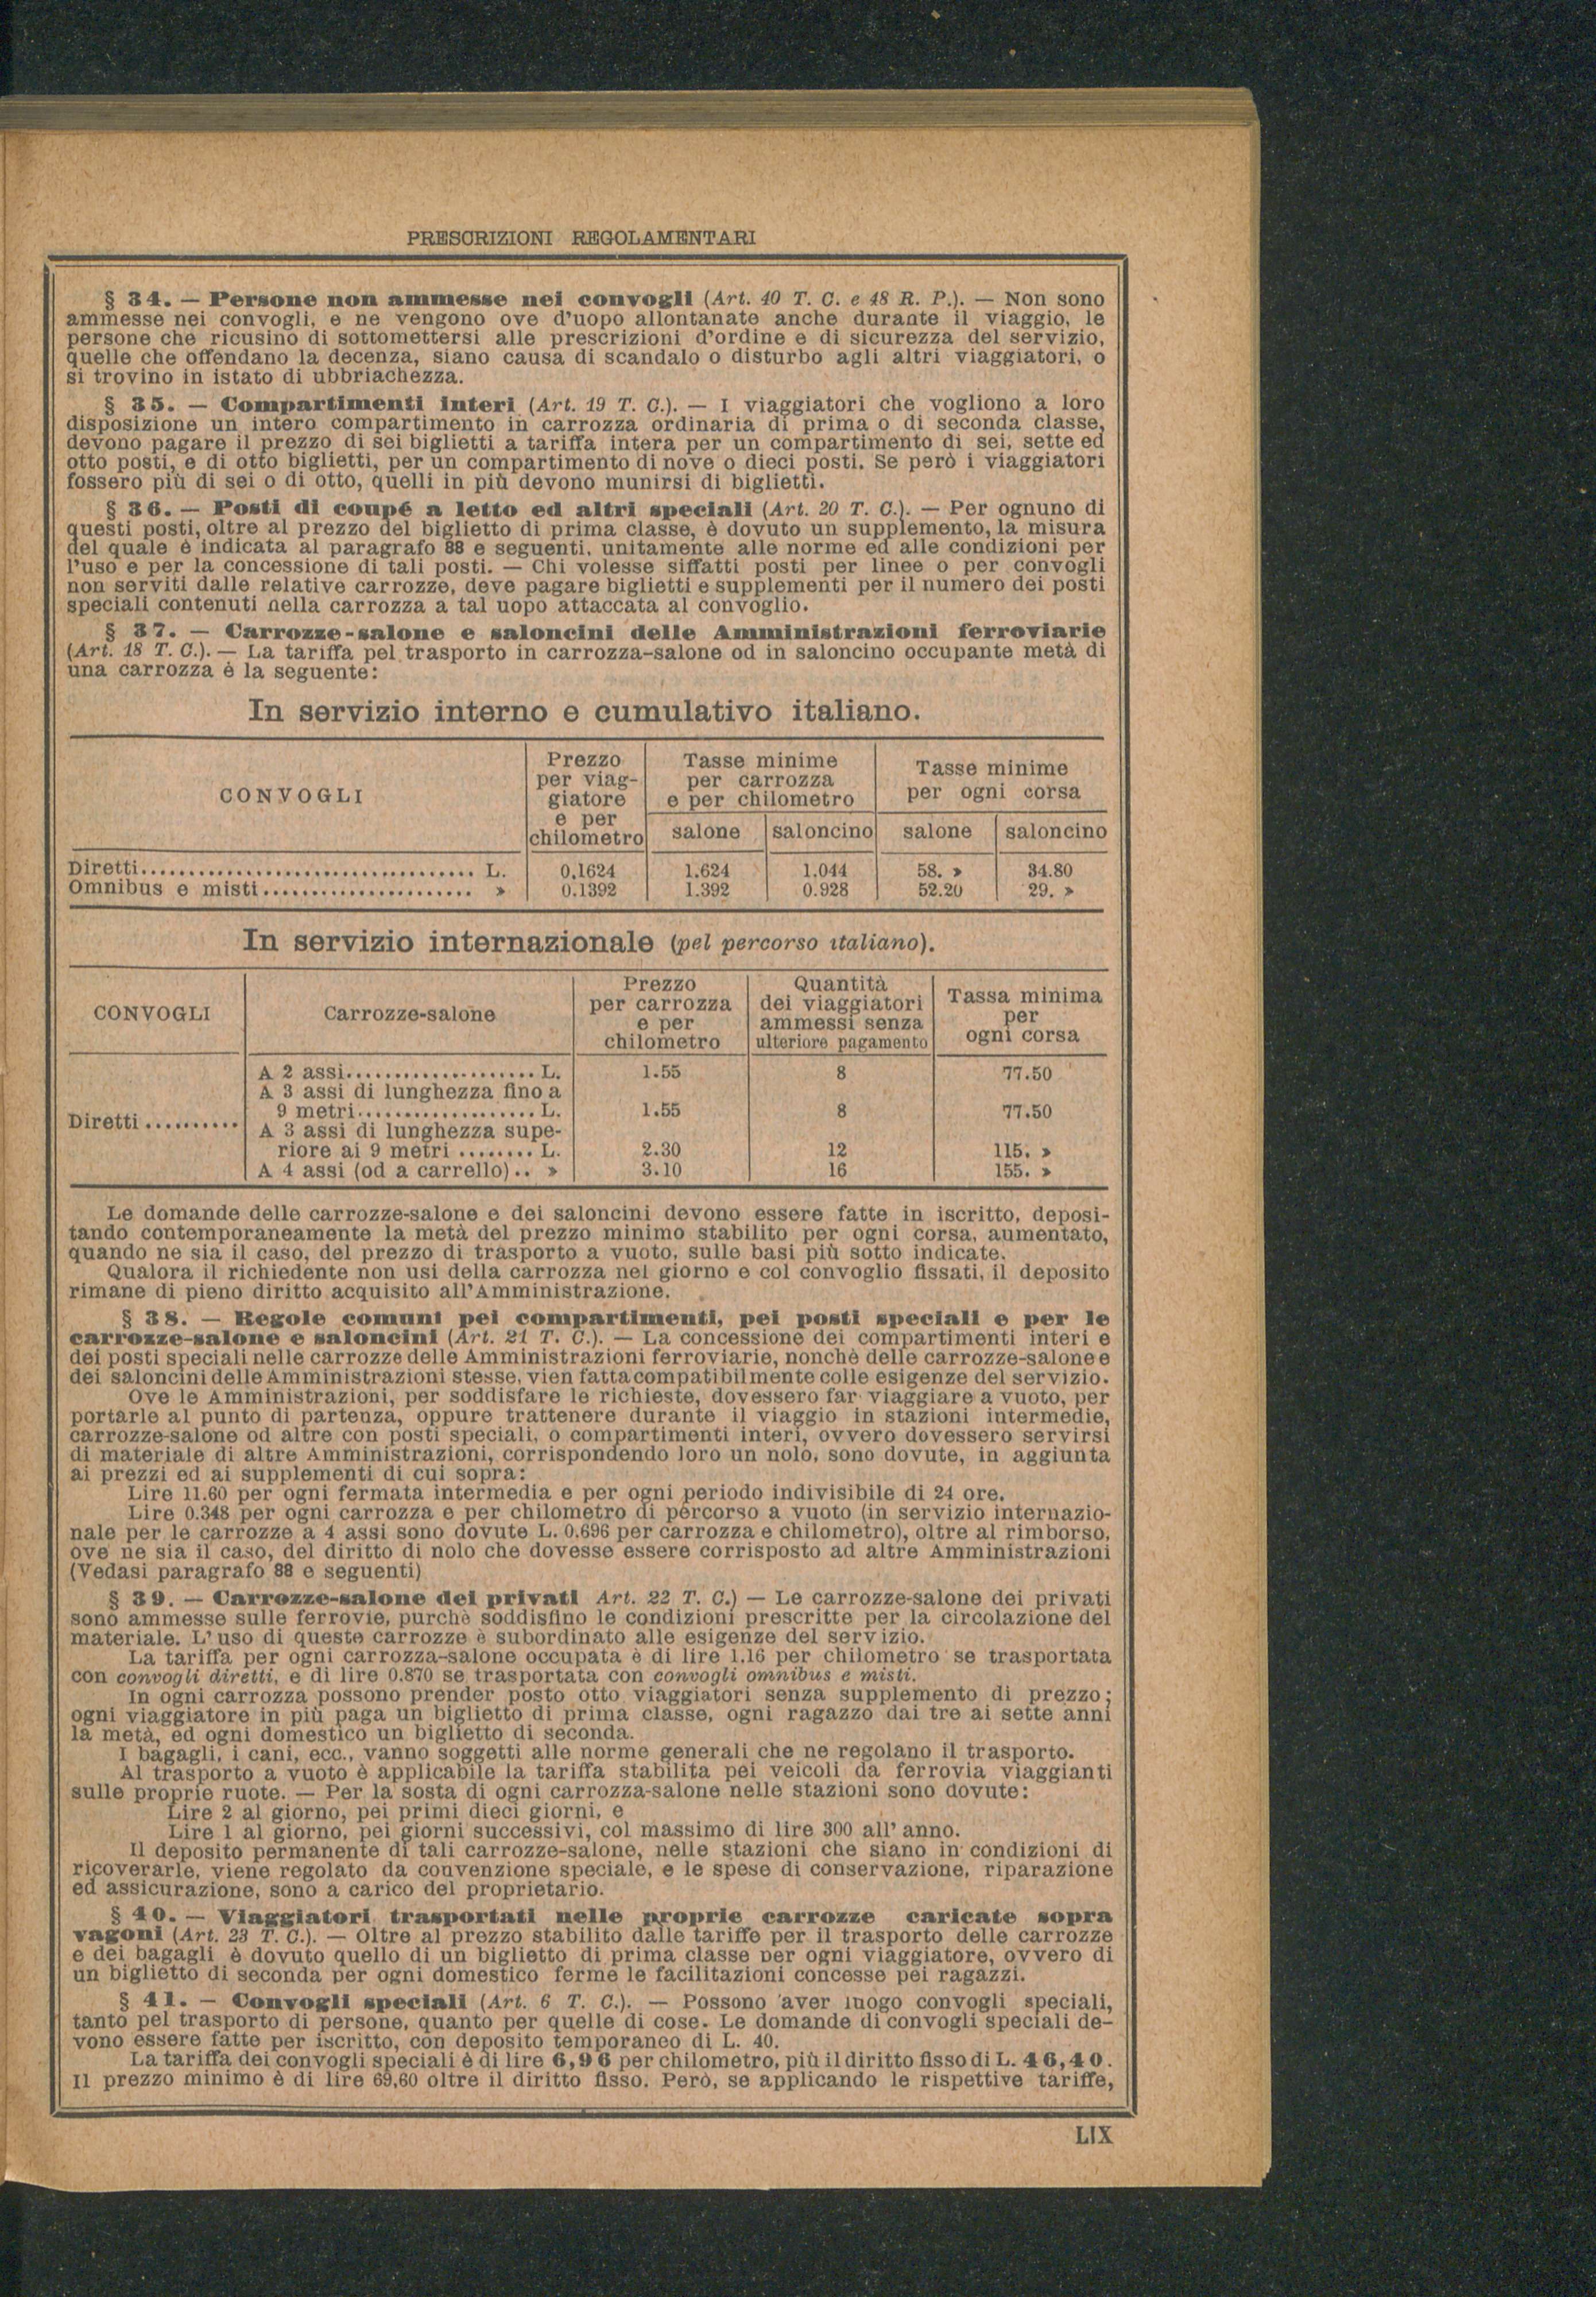 PRESCRIZIONI REGOLAMENTARI
§ 34. — Persone non ammesse nei convogli (Art. 40 T. C. e 48 R. P.). — Non sono
ammesse nei convogli, e ne vengono ove d'uopo allontanate anche durante il viaggio, le
persone che ricusino di sottomettersi alle prescrizioni d'ordine e di sicurezza del servizio,
quelle che offendano la decenza, siano causa di scandalo o disturbo agli altri viaggiatori, o
si trovino in istato di ubbriachezza.
§ 35. — Compartimenti interi (Art. 19 T. C.). — I viaggiatori che vogliono a loro
disposizione un intero compartimento in carrozza ordinaria di prima o di seconda classe,
devono pagare il prezzo di sei biglietti a tariffa intera per un compartimento di sei, sette ed
otto posti, e di otto biglietti, per un compartimento di nove o dieci posti. Se però i viaggiatori
fossero più di sei o di otto, quelli in più devono munirsi di biglietti.
§ 36. — Posti di coupé a letto ed altri speciali (Art. 20 T. C.). — Per ognuno di
questi posti, oltre al prezzo del biglietto di prima classe, è dovuto un supplemento, la misura
del quale è indicata al paragrafo 88 e seguenti, unitamente alle norme ed alle condizioni per
l'uso e per la concessione di tali posti. — Chi volesse siffatti posti per linee o per convogli
non serviti dalle relative carrozze, deve pagare biglietti e supplementi per il numero dei posti
speciali contenuti nella carrozza a tal uopo attaccata al convoglio.
§ 37. — Carrozze-salone e saloncini delle Amministrazioni ferroviarie
(Art. 18 T. C.). — La tariffa pel trasporto in carrozza-salone od in saloncino occupante metà di
una carrozza è la seguente:
In servizio interno e cumulativo italiano.
CONVOGLI
Prezzo
per viag-
giatore
e per
chilometro
Tasse minime
per carrozza
e per chilometro
Tasse minime
per ogni corsa
salone saloncino salone saloncino
Diretti................................... L. 0.1624 1.624 1.044 58. » 34.80
Omnibus e misti...................... » 0.1392 1.392 0.928 52.20 29. »
In servizio internazionale (pel percorso italiano).
CONVOGLI
Carrozze-salone
Prezzo
per carrozza
e per
chilometro
Quantità
dei viaggiatori
ammessi senza
ulteriore pagamento
Tassa minima
per
ogni corsa
Diretti ..........
A 2 assi.................... L. 1.55 8 77.50
A 3 assi di lunghezza fino a
9 metri................... L. 1.55 8 77.50
A 3 assi di lunghezza supe-
riore ai 9 metri ........ L. 2.30 12 115. »
A 4 assi (od a carrello) .. » 3.10 16 155. »
Le domande delle carrozze-salone e dei saloncini devono essere fatte in iscritto, deposi-
tando contemporaneamente la metà del prezzo minimo stabilito per ogni corsa, aumentato,
quando ne sia il caso, del prezzo di trasporto a vuoto, sulle basi più sotto indicate.
Qualora il richiedente non usi della carrozza nel giorno e col convoglio fissati, il deposito
rimane di pieno diritto acquisito all'Amministrazione.
§ 38. — Regole comuni pei compartimenti, pei posti speciali e per le
carrozze-salone e saloncini (Art. 21 T. C.). — La concessione dei compartimenti interi e
dei posti speciali nelle carrozze delle Amministrazioni ferroviarie, nonchè delle carrozze-salone e
dei saloncini delle Amministrazioni stesse, vien fatta compatibilmente colle esigenze del servizio.
Ove le Amministrazioni, per soddisfare le richieste, dovessero far viaggiare a vuoto, per
portarle al punto di partenza, oppure trattenere durante il viaggio in stazioni intermedie,
carrozze-salone od altre con posti speciali, o compartimenti interi, ovvero dovessero servirsi
di materiale di altre Amministrazioni, corrispondendo loro un nolo, sono dovute, in aggiunta
ai prezzi ed ai supplementi di cui sopra:
Lire 11.60 per ogni fermata intermedia e per ogni periodo indivisibile di 24 ore.
Lire 0.348 per ogni carrozza e per chilometro di percorso a vuoto (in servizio internazio-
nale per le carrozze a 4 assi sono dovute L. 0.696 per carrozza e chilometro), oltre al rimborso,
ove ne sia il caso, del diritto di nolo che dovesse essere corrisposto ad altre Amministrazioni
(Vedasi paragrafo 88 e seguenti)
§ 39. — Carrozze-salone dei privati Art. 22 T. C.) — Le carrozze-salone dei privati
sono ammesse sulle ferrovie, purchè soddisfino le condizioni prescritte per la circolazione del
materiale. L'uso di queste carrozze è subordinato alle esigenze del servizio.
La tariffa per ogni carrozza-salone occupata è di lire 1.16 per chilometro se trasportata
con convogli diretti, e di lire 0.870 se trasportata con convogli omnibus e misti.
In ogni carrozza possono prender posto otto viaggiatori senza supplemento di prezzo;
ogni viaggiatore in più paga un biglietto di prima classe, ogni ragazzo dai tre ai sette anni
la metà, ed ogni domestico un biglietto di seconda.
I bagagli, i cani, ecc., vanno soggetti alle norme generali che ne regolano il trasporto.
Al trasporto a vuoto è applicabile la tariffa stabilita pei veicoli da ferrovia viaggianti
sulle proprie ruote. — Per la sosta di ogni carrozza-salone nelle stazioni sono dovute:
Lire 2 al giorno, pei primi dieci giorni, e
Lire 1 al giorno, pei giorni successivi, col massimo di lire 300 all' anno.
Il deposito permanente di tali carrozze-salone, nelle stazioni che siano in condizioni di
ricoverarle, viene regolato da convenzione speciale, e le spese di conservazione, riparazione
ed assicurazione, sono a carico del proprietario.
§ 40. — Viaggiatori trasportati nelle proprie carrozze caricate sopra
vagoni (Art. 23 T. C.). — Oltre al prezzo stabilito dalle tariffe per il trasporto delle carrozze
e dei bagagli è dovuto quello di un biglietto di prima classe per ogni viaggiatore, ovvero di
un biglietto di seconda per ogni domestico ferme le facilitazioni concesse pei ragazzi.
§ 41. — Convogli speciali (Art. 6 T. C.). — Possono aver luogo convogli speciali,
tanto pel trasporto di persone, quanto per quelle di cose. Le domande di convogli speciali de-
vono essere fatte per iscritto, con deposito temporaneo di L. 40.
La tariffa dei convogli speciali è di lire 6,96 per chilometro, più il diritto fisso di L. 46,40.
Il prezzo minimo è di lire 69,60 oltre il diritto fisso. Però, se applicando le rispettive tariffe,
LIX